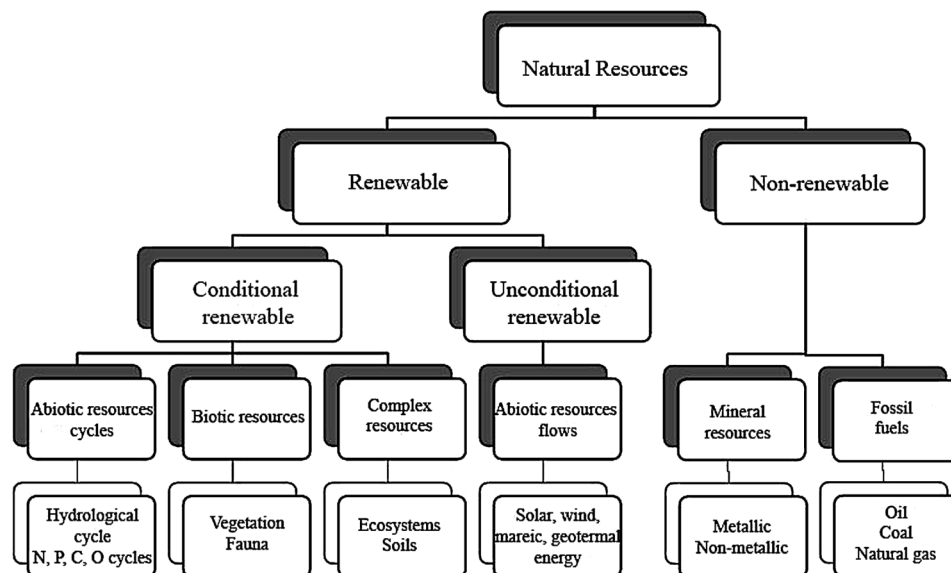 Natural Resources
Renewable
Non-renewable
Conditional
renewable
Unconditional
renewable
Abiotic resources
cycles
Biotic resources
Complex
resources
Abiotic resources
flows
Mineral
resources
Fossil
fuels
Hydrological
cycle
N, P, C, O cycles
Vegetation
Fauna
Ecosystems
Soils
Solar, wind,
mareic, geotermal
energy
Metallic
Non-metallic
Oil
Coal
Natural gas